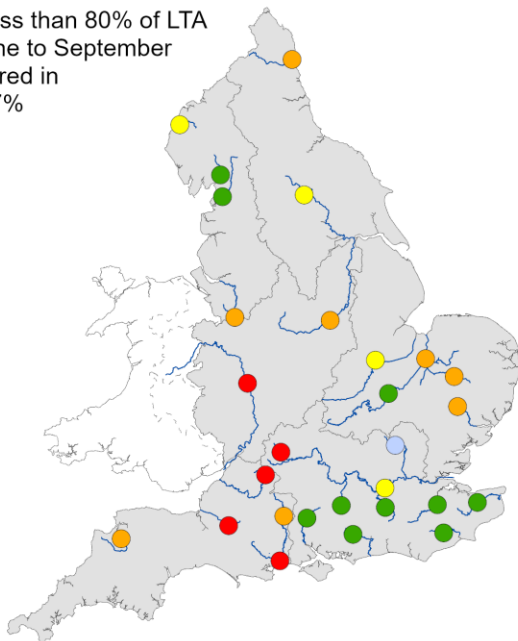 ss than 80% of LTA
ne to September
red in
%